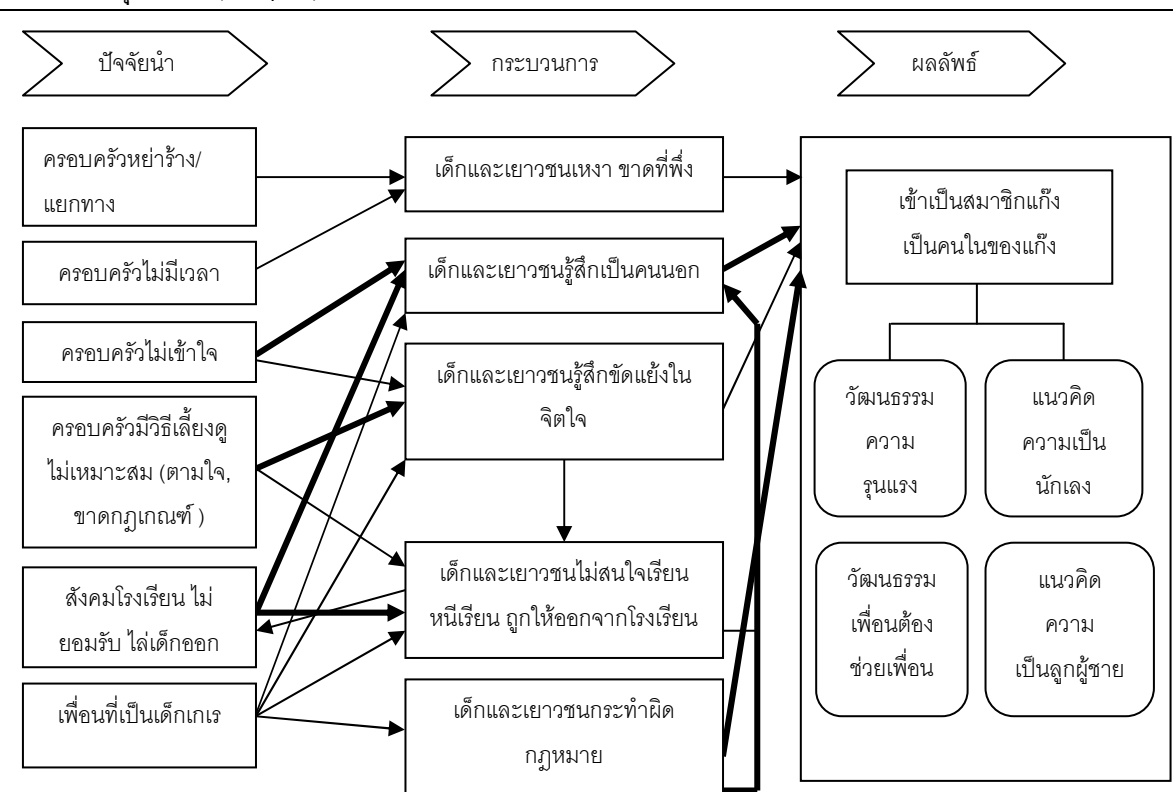 ปัจจัยนำ
กระบวนการ
ผลลัพธ์
ครอบครัวหย่าร้าง/
แยกทาง
ครอบครัวไม่มีเวลา
ครอบครัวไม่เข้าใจ
ครอบครัวมีวิธีเลี้ยงดู
ไม่เหมาะสม (ตามใจ,
ขาดกฎเกณฑ์ )
สังคมโรงเรียน ไม่
ยอมรับ ไล่เด็กออก
เพื่อนที่เป็นเด็กเกเร
เด็กและเยาวชนเหงา ขาดที่พึ่ง
เด็กและเยาวชนรู้สึกเป็นคนนอก
เด็กและเยาวชนรู้สึกขัดแย้งใน
จิตใจ
เด็กและเยาวชนไม่สนใจเรียน
หนีเรียน ถูกให้ออกจากโรงเรียน
เด็กและเยาวชนกระทำผิด
กฎหมาย
เข้าเป็นสมาชิกแก๊ง
เป็นคนในของแก๊ง
วัฒนธรรม
ความ
รุนแรง
แนวคิด
ความเป็น
นักเลง
วัฒนธรรม
เพื่อนต้อง
ช่วยเพื่อน
แนวคิด
ความ
เป็นลูกผู้ชาย